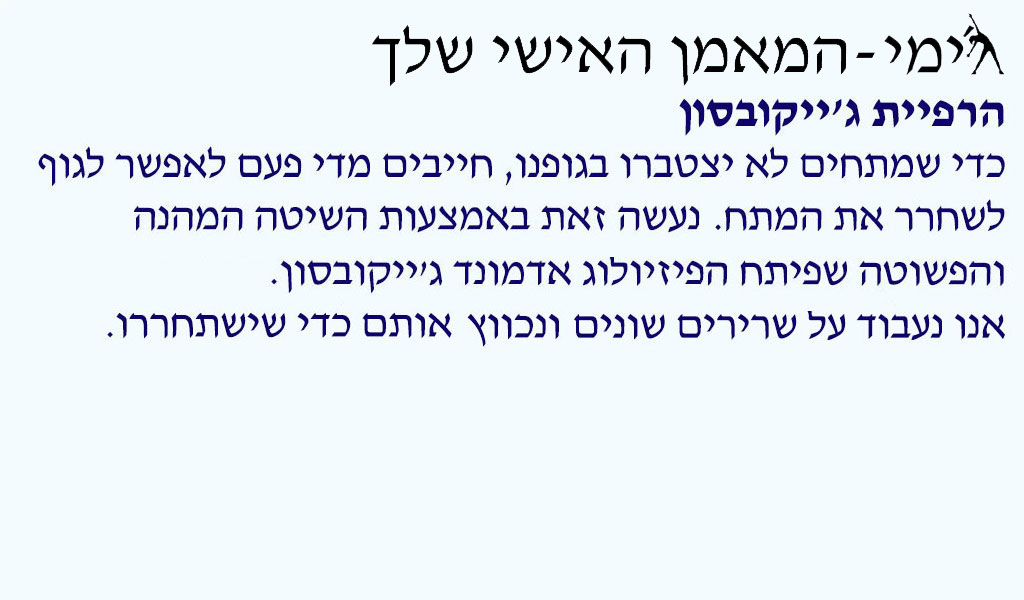 ג'ימי-המאמן האישי שלך
הרפיית ג'ייקובסון
כדי שמתחים לא יצטברו בגופנו, חייבים מדי פעם לאפשר לגוף
לשחרר את המתח. נעשה זאת באמצעות השיטה המהנה
והפשוטה שפיתח הפיזיולוג אדמונד ג'ייקובסון.
אנו נעבוד על שרירים שונים ונכווץ אותם כדי שישתחררו.